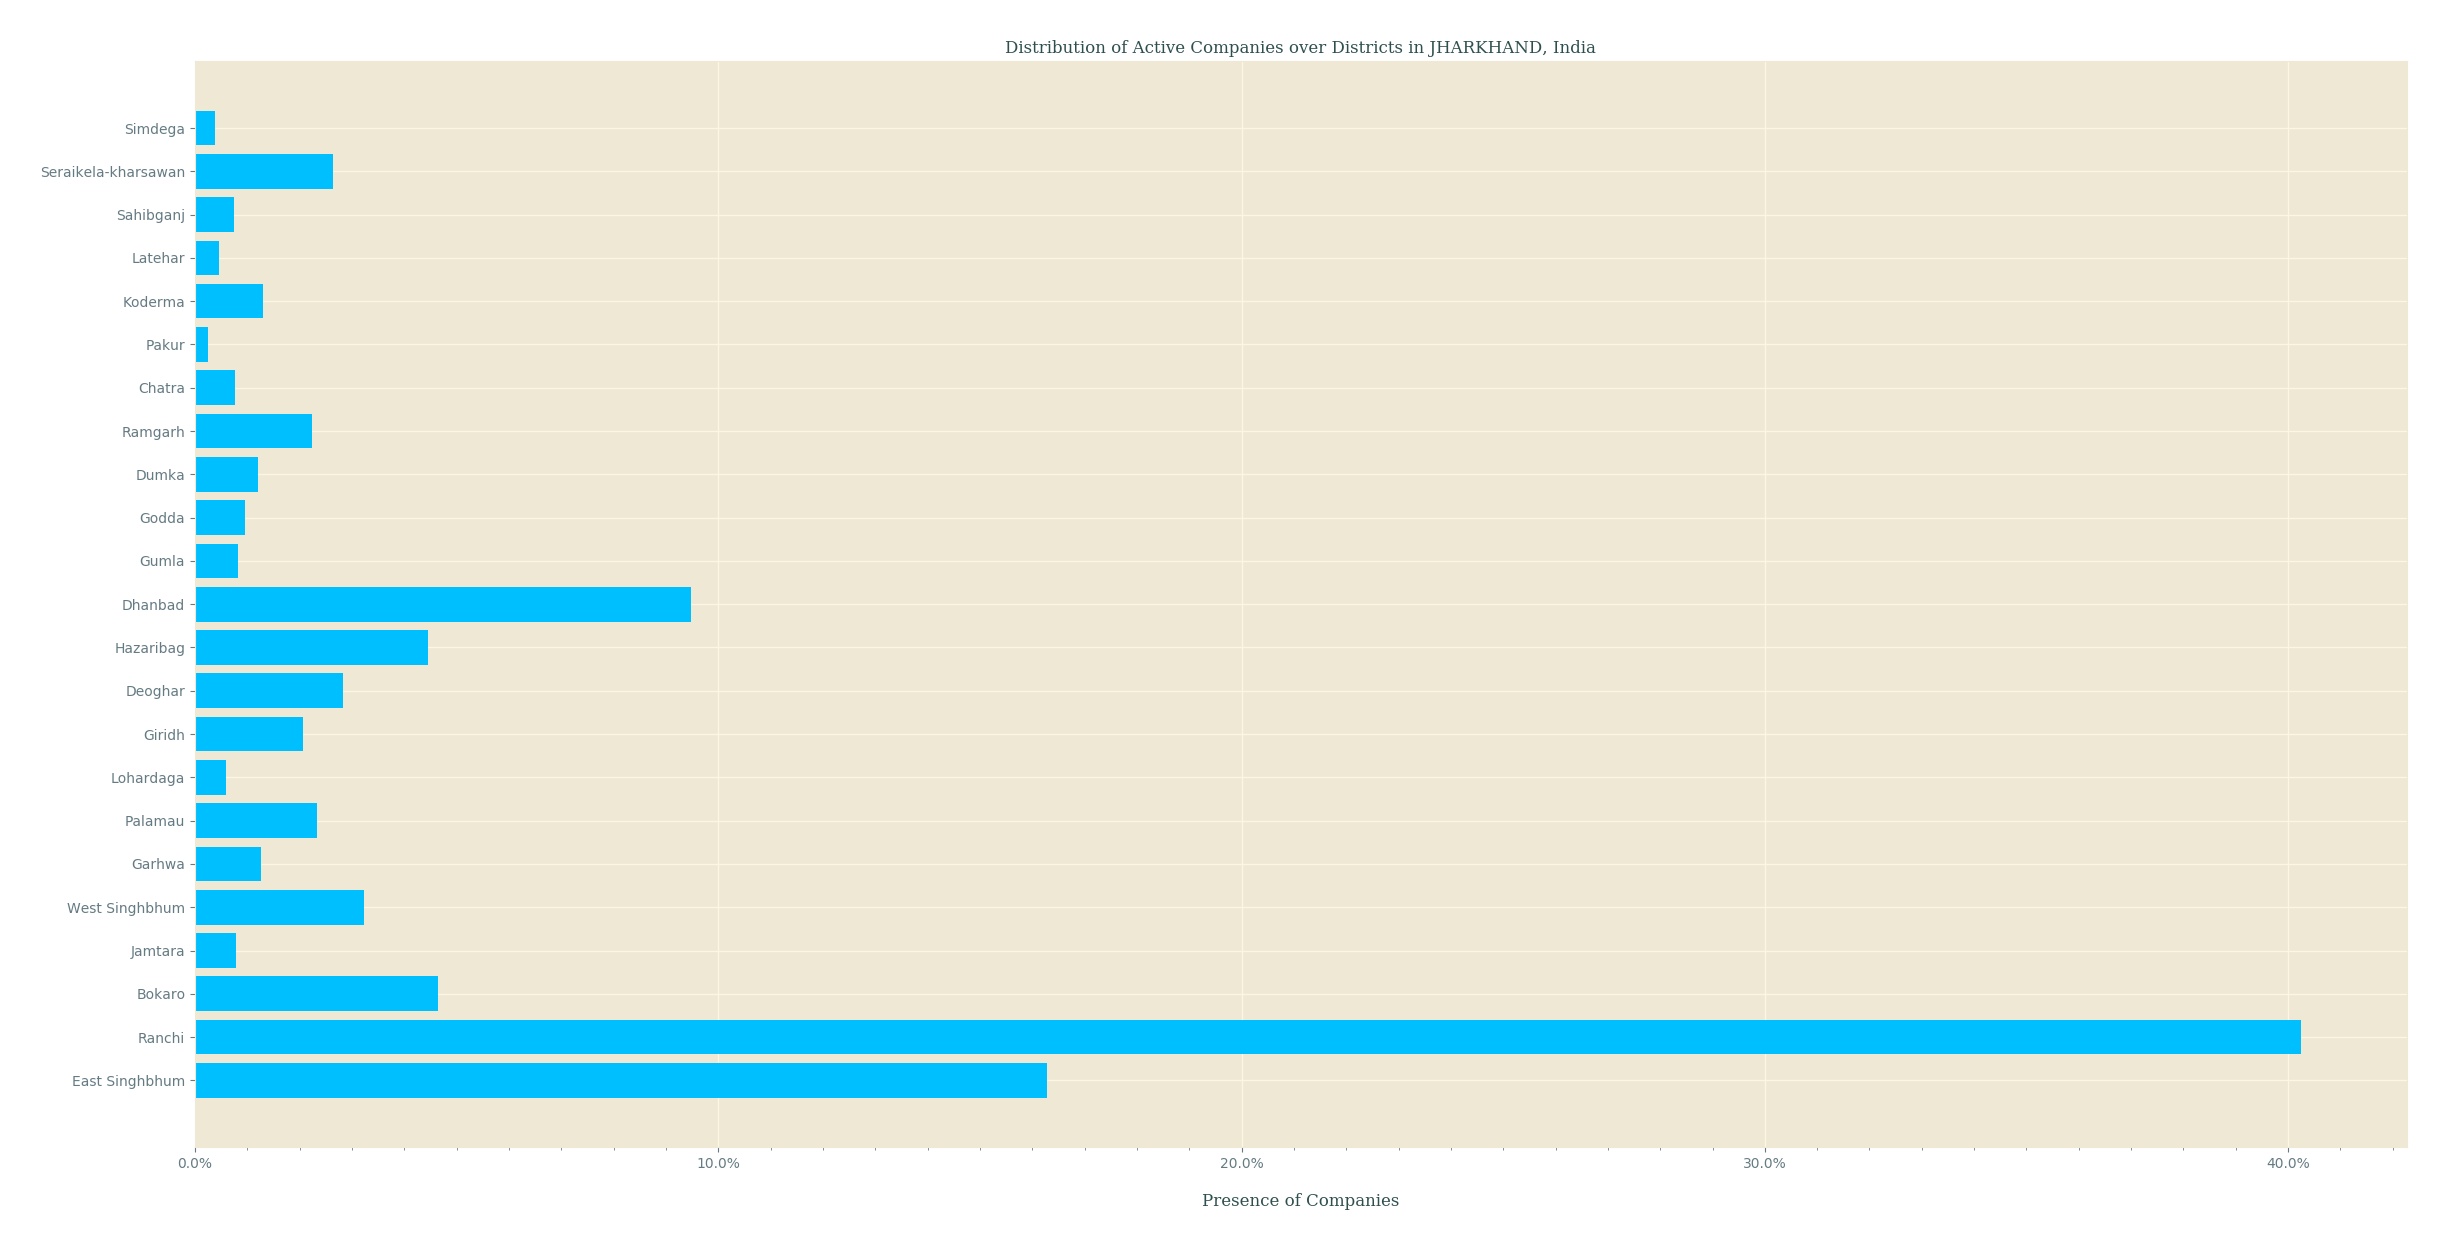 Distribution of Active Companies over Districts in JHARKHAND, India
Simdega
Seraikela-kharsawan
Sahibganj
Latehar
Koderma
Pakur
Chatra
Ramgarh
Dumka
Godda
Gumla
Dhanbad
Hazaribag
Deoghar
Giridh
Lohardaga
Palamau
Garhwa
West Singhbhum
Jamtara
Bokaro
Ranchi
East Singhbhum
0.0% 10.0% 20.0% 30.0% 40.0%
Presence of Companies